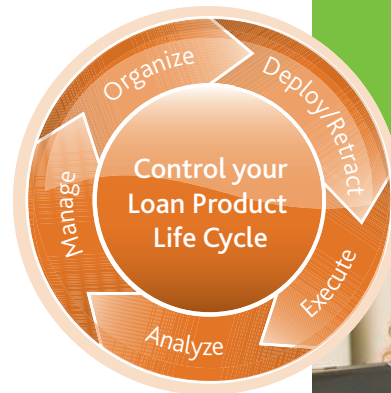 Control your
Loan Product
Life Cycle
Organize
Deploy/Retract
Execute
Analyze
Manage